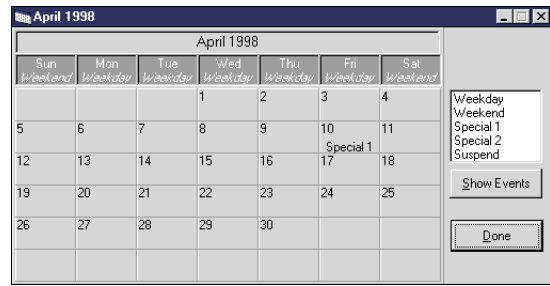 April 1998
April 1998
Sun Mon Tue Wed Thu Fri Sat
Weekend Weekday Weekday Weekday Weekday Weekday Weekend
1 2 3 4
5 6 7 8 9 10 11
Special 1
12 13 14 15 16 17 18
19 20 21 22 23 24 25
26 27 28 29 30
Weekday
Weekend
Special 1
Special 2
Suspend
Show Events
Done